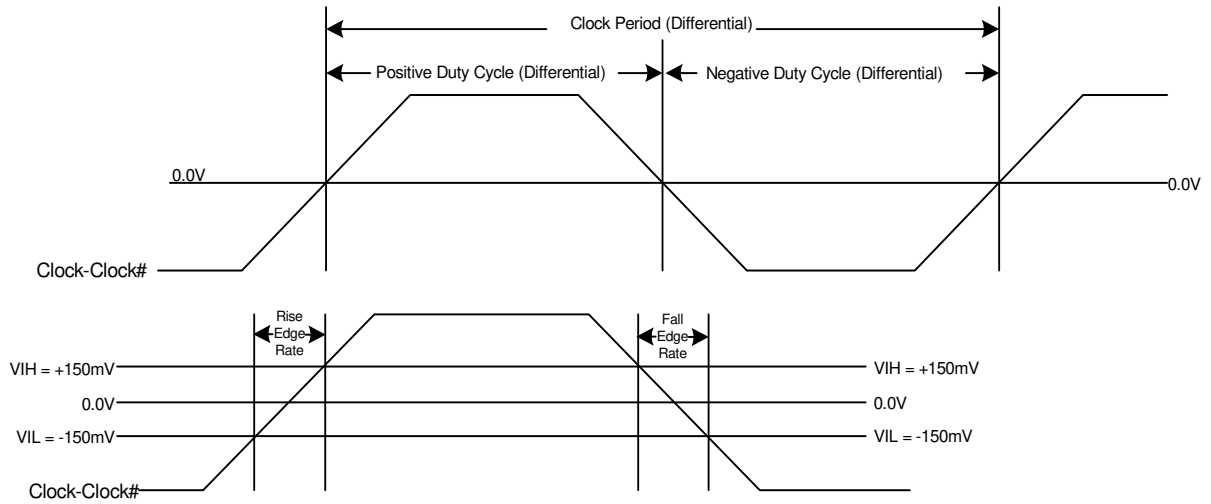 Clock Period (Differential)
Positive Duty Cycle (Differential)
Negative Duty Cycle (Differential)
0.0V
0.0V
Clock-Clock#
Rise
Edge
Rate
Fall
Edge
Rate
VIH = +150mV
VIH = +150mV
0.0V
0.0V
VIL = -150mV
VIL = -150mV
Clock-Clock#